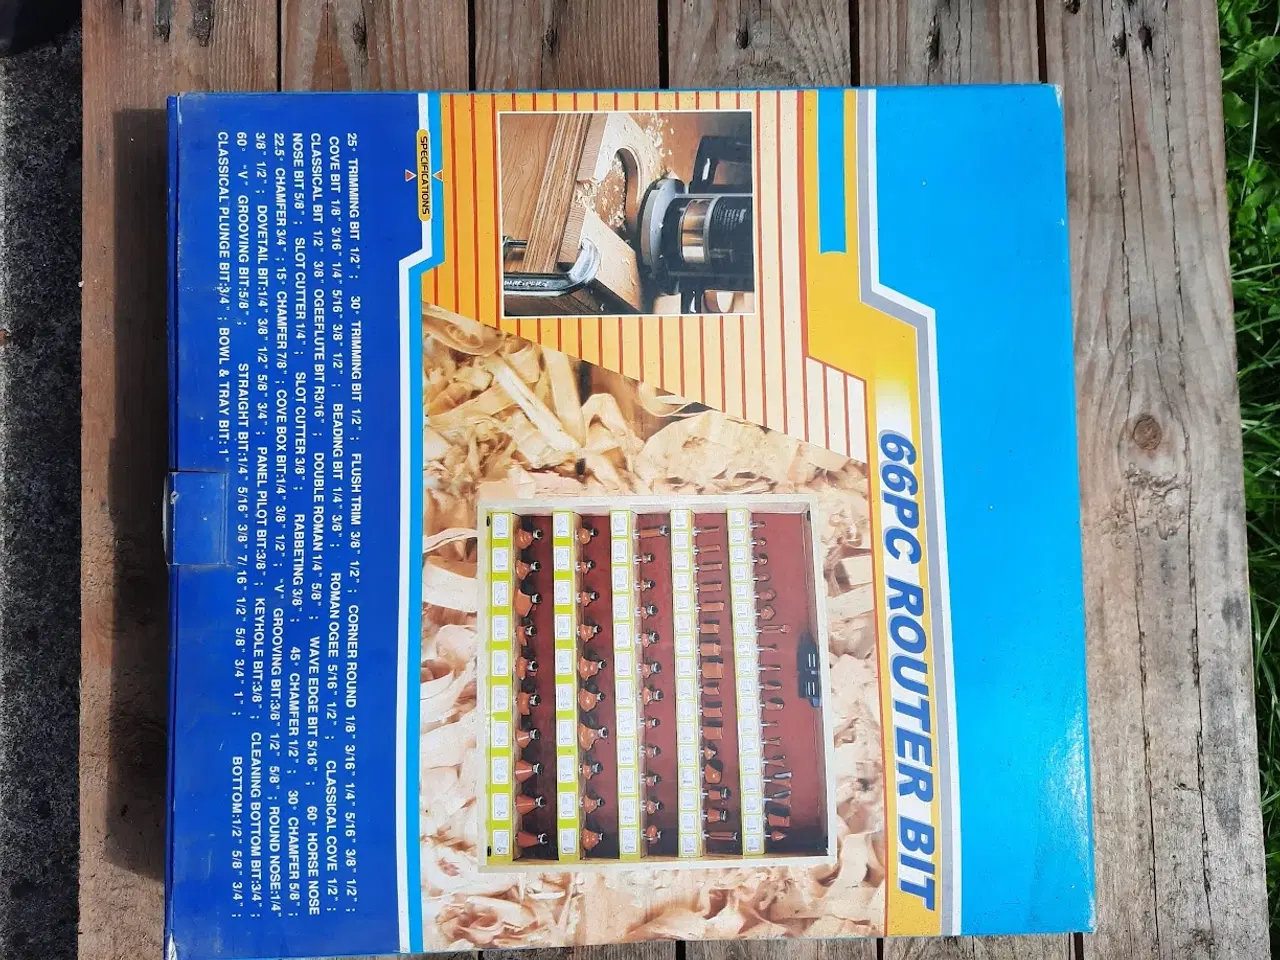 66PC ROUTER BIT
SPECIFICATIONS
25° TRIMMING BIT 1/2" ; 30° TRIMMING BIT 1/2" ; FLUSH TRIM 3/8" 1/2" ; CORNER ROUND 1/8" 3/16" 1/4" 5/16" 3/8" 1/2" ;
COVE BIT 1/8" 3/16" 1/4" 5/16" 3/8" 1/2" ; BEADING BIT 1/4" 3/8" ; ROMAN OGEE 5/16" 1/2" ; CLASSICAL COVE 1/2" ;
CLASSICAL BIT 1/2" 3/8" OGEEFLUTE BIT R3/16" ; DOUBLE ROMAN 1/4" 5/8" ; WAVE EDGE BIT 5/16" ; 60° HORSE NOSE
NOSE BIT 5/8" ; SLOT CUTTER 1/4" ; SLOT CUTTER 3/8" ; RABBETING 3/8" ; 45° CHAMFER 1/2" ; 30° CHAMFER 5/8" ;
22.5° CHAMFER 3/4" ; 15° CHAMFER 7/8" ; COVE BOX BIT:1/4" 3/8" 1/2" ; "V" GROOVING BIT:3/8" 1/2" 5/8" ; ROUND NOSE:1/4"
3/8" 1/2" ; DOVETAIL BIT:1/4" 3/8" 1/2" 5/8" 3/4" ; PANEL PILOT BIT:3/8" ; KEYHOLE BIT:3/8" ; CLEANING BOTTOM BIT:3/4" ;
60° "V" GROOVING BIT:5/8" ; STRAIGHT BIT:1/4" 5/16" 3/8" 7/16" 1/2" 5/8" 3/4" 1" ; BOTTOM:1/2" 5/8" 3/4" ;
CLASSICAL PLUNGE BIT:3/4" ; BOWL & TRAY BIT:1"